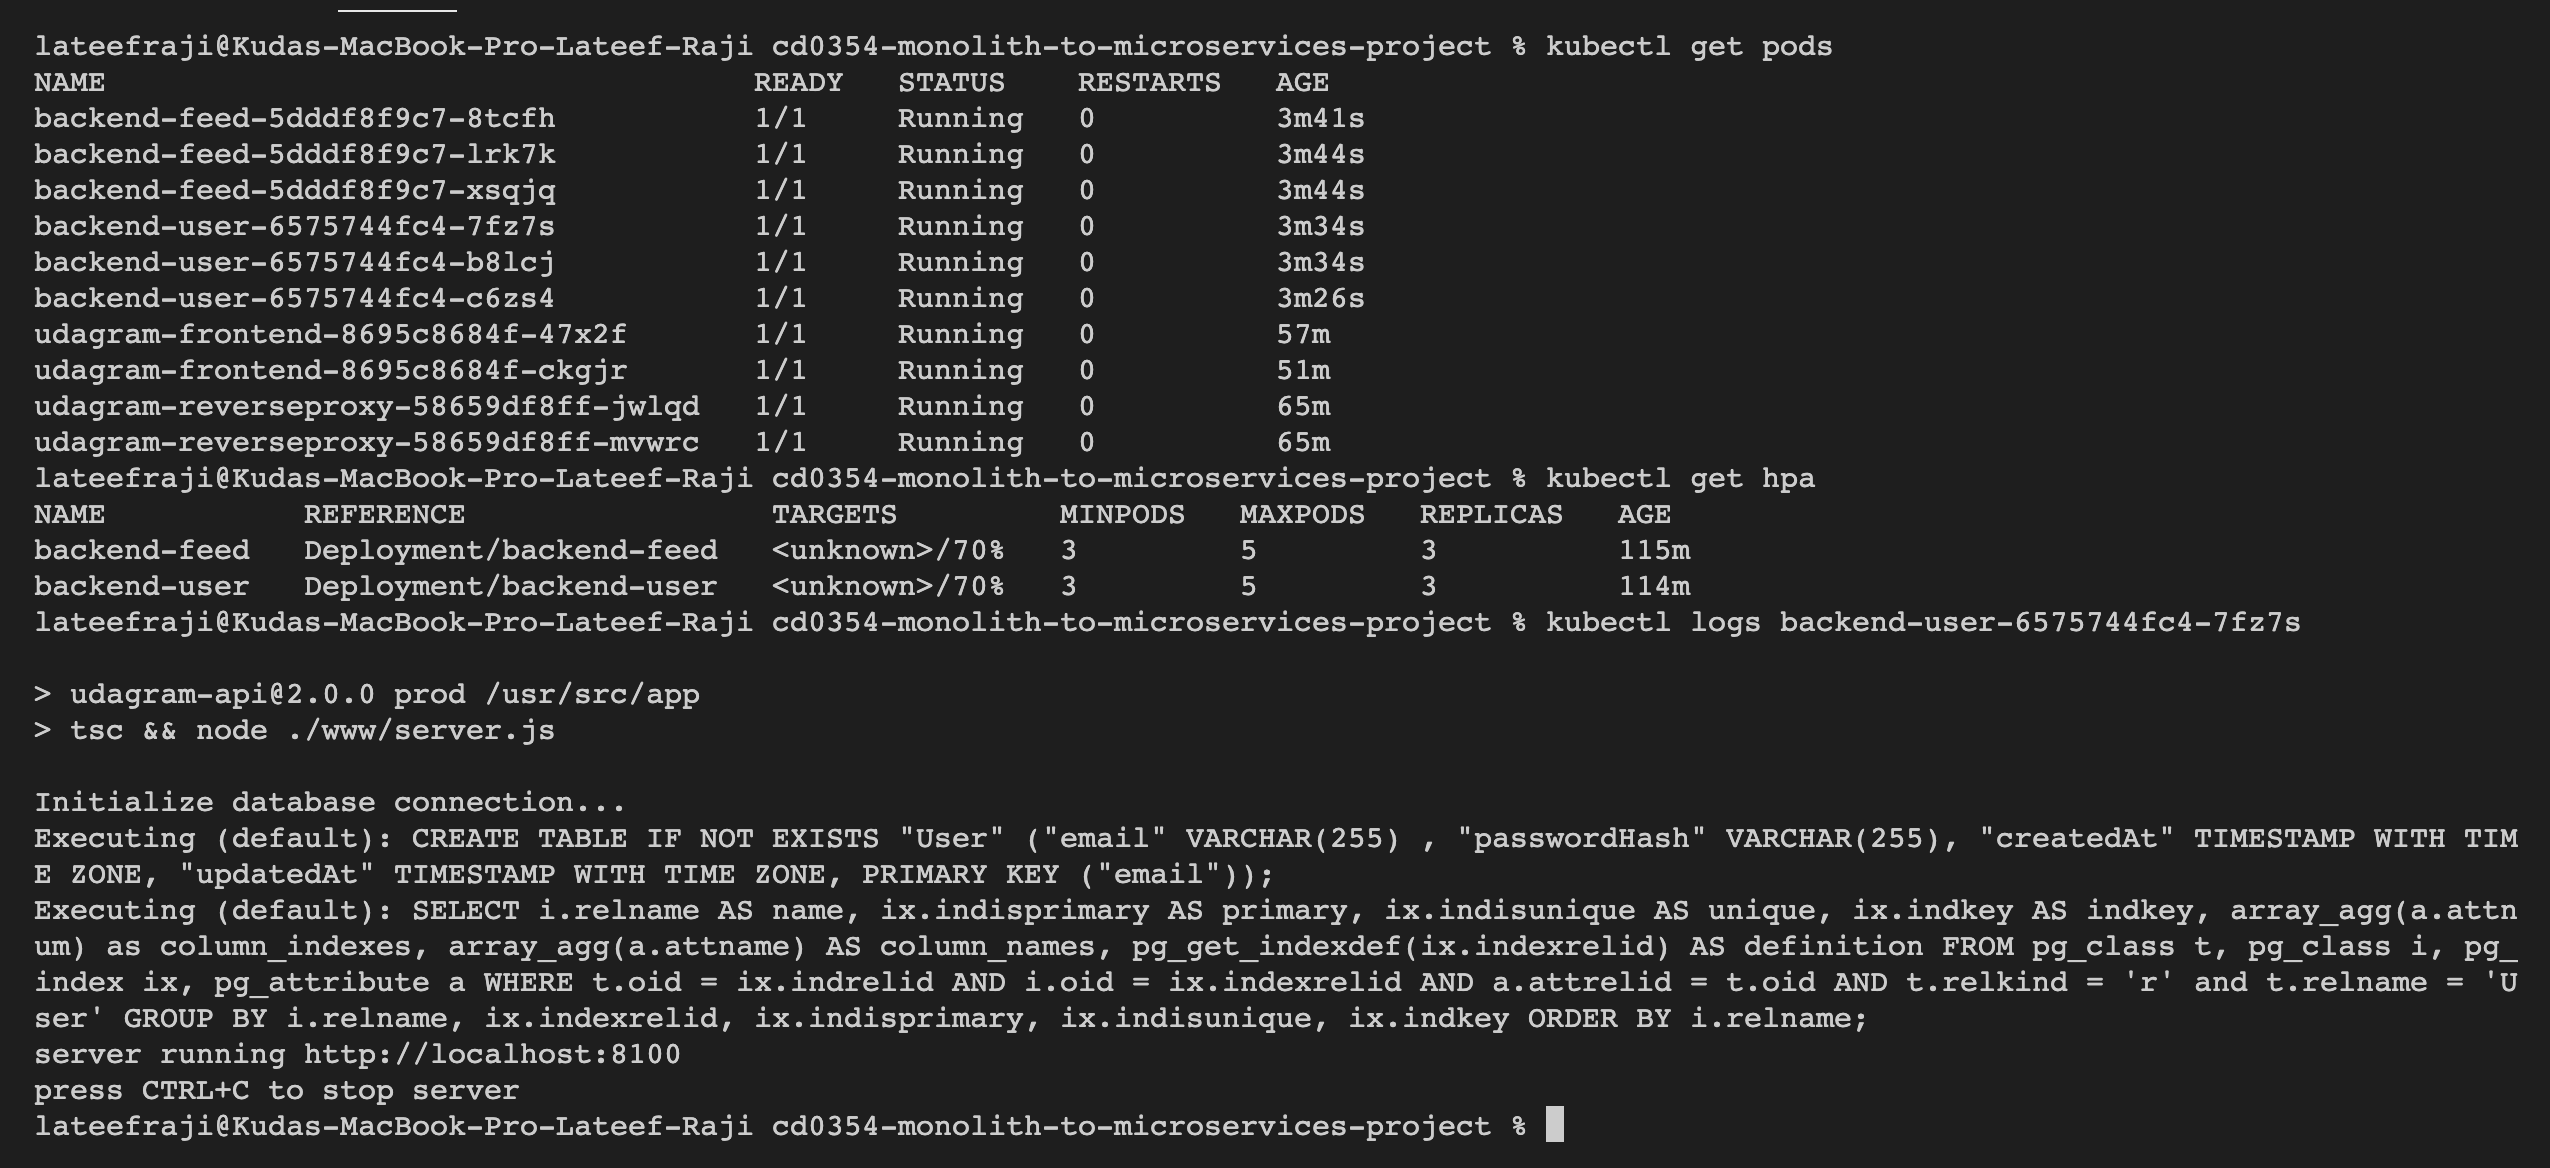 lateefraji@Kudas-MacBook-Pro-Lateef-Raji cd0354-monolith-to-microservices-project % kubectl get pods
NAME                                    READY   STATUS    RESTARTS   AGE
backend-feed-5dddf8f9c7-8tcfh           1/1     Running   0          3m41s
backend-feed-5dddf8f9c7-lrk7k           1/1     Running   0          3m44s
backend-feed-5dddf8f9c7-xsqjq           1/1     Running   0          3m44s
backend-user-6575744fc4-7fz7s           1/1     Running   0          3m34s
backend-user-6575744fc4-b8lcj           1/1     Running   0          3m34s
backend-user-6575744fc4-c6zs4           1/1     Running   0          3m26s
udagram-frontend-8695c8684f-47x2f       1/1     Running   0          57m
udagram-frontend-8695c8684f-ckgjr       1/1     Running   0          51m
udagram-reverseproxy-58659df8ff-jwlqd   1/1     Running   0          65m
udagram-reverseproxy-58659df8ff-mvwrc   1/1     Running   0          65m
lateefraji@Kudas-MacBook-Pro-Lateef-Raji cd0354-monolith-to-microservices-project % kubectl get hpa
NAME           REFERENCE                 TARGETS         MINPODS   MAXPODS   REPLICAS   AGE
backend-feed   Deployment/backend-feed   <unknown>/70%   3         5         3          115m
backend-user   Deployment/backend-user   <unknown>/70%   3         5         3          114m
lateefraji@Kudas-MacBook-Pro-Lateef-Raji cd0354-monolith-to-microservices-project % kubectl logs backend-user-6575744fc4-7fz7s
> udagram-api@2.0.0 prod /usr/src/app
> tsc && node ./www/server.js
Initialize database connection...
Executing (default): CREATE TABLE IF NOT EXISTS "User" ("email" VARCHAR(255) , "passwordHash" VARCHAR(255), "createdAt" TIMESTAMP WITH TIM
E ZONE, "updatedAt" TIMESTAMP WITH TIME ZONE, PRIMARY KEY ("email"));
Executing (default): SELECT i.relname AS name, ix.indisprimary AS primary, ix.indisunique AS unique, ix.indkey AS indkey, array_agg(a.attn
um) as column_indexes, array_agg(a.attname) AS column_names, pg_get_indexdef(ix.indexrelid) AS definition FROM pg_class t, pg_class i, pg_
index ix, pg_attribute a WHERE t.oid = ix.indrelid AND i.oid = ix.indexrelid AND a.attrelid = t.oid AND t.relkind = 'r' and t.relname = 'U
ser' GROUP BY i.relname, ix.indexrelid, ix.indisprimary, ix.indisunique, ix.indkey ORDER BY i.relname;
server running http://localhost:8100
press CTRL+C to stop server
lateefraji@Kudas-MacBook-Pro-Lateef-Raji cd0354-monolith-to-microservices-project %